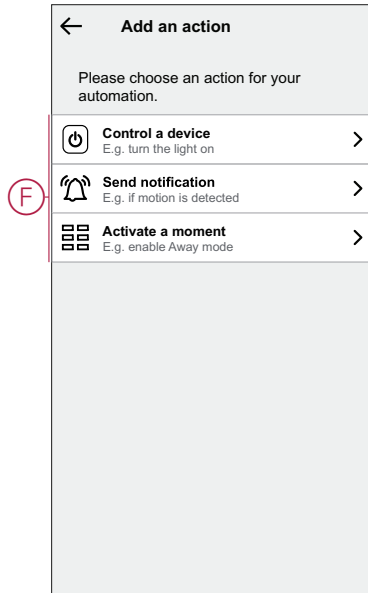 Add an action
Please choose an action for your
automation.
Control a device
E.g. turn the light on
F
Send notification
E.g. if motion is detected
Activate a moment
E.g. enable Away mode